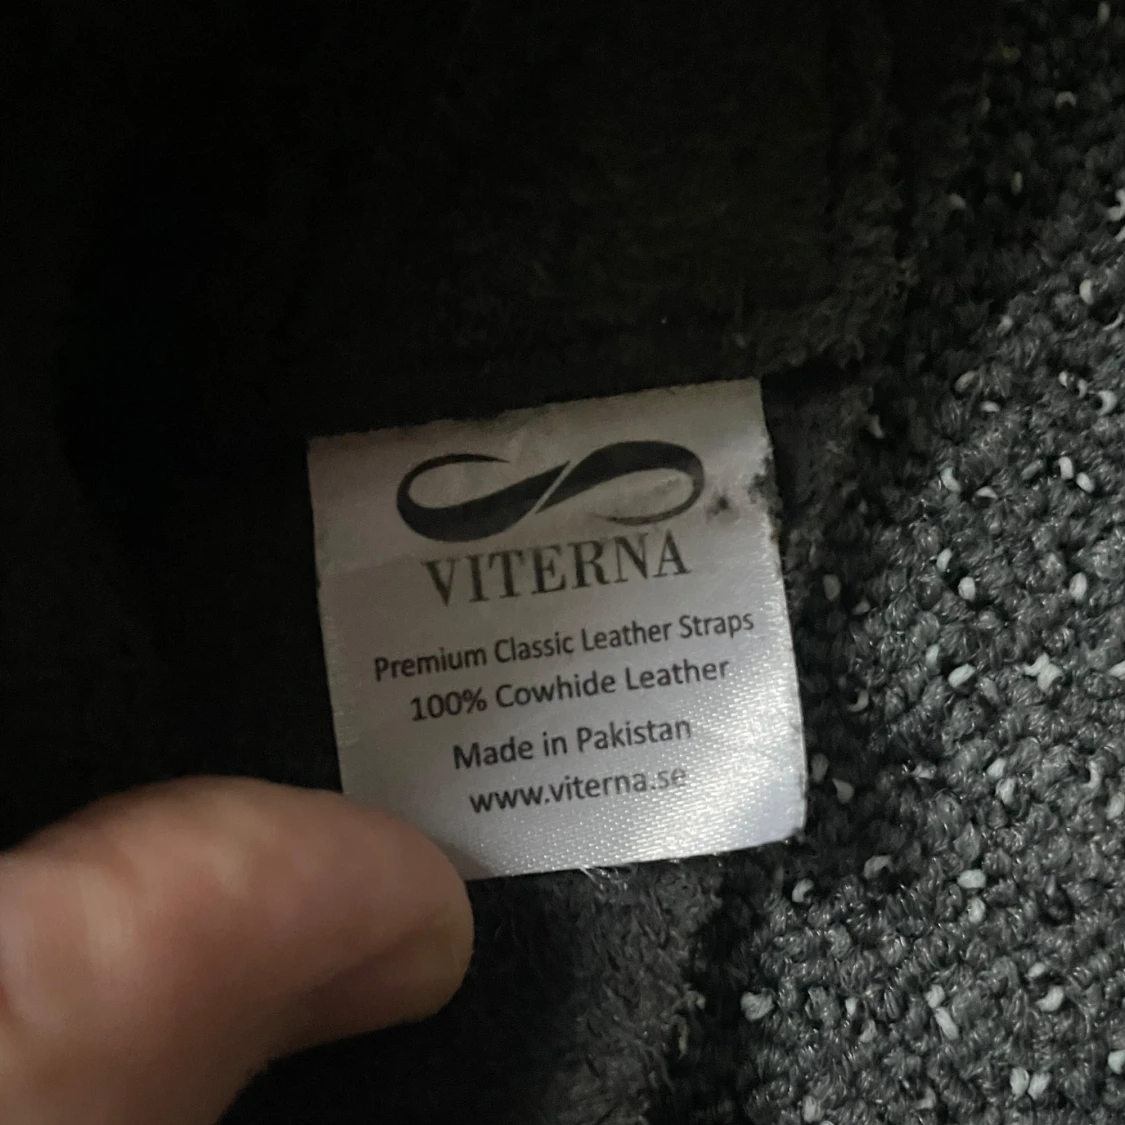 VITERNA
Premium Classic Leather Straps
100% Cowhide Leather
Made in Pakistan
www.viterna.se